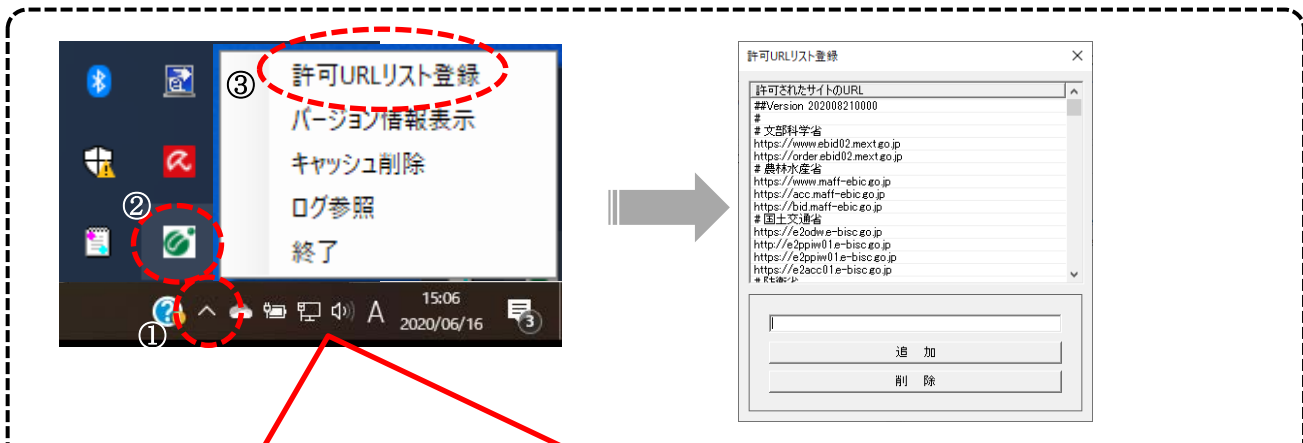 ③
許可URLリスト登録
バージョン情報表示
キャッシュ削除
ログ参照
終了
②
①
A
15:06
2020/06/16
3
許可URLリスト登録
許可されたサイトのURL
##Version 202008210000
#
# 文部科学省
https://www.ebid02.mext.go.jp
https://order.ebid02.mext.go.jp
# 農林水産省
https://www.maff-ebic.go.jp
https://acc.maff-ebic.go.jp
https://bid.maff-ebic.go.jp
# 国土交通省
https://e2odw.e-bisc.go.jp
http://e2ppiw01.e-bisc.go.jp
https://e2ppiw01.e-bisc.go.jp
https://e2acc01.e-bisc.go.jp
追 加
削 除